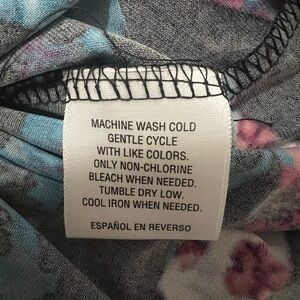 MACHINE WASH COLD
GENTLE CYCLE
WITH LIKE COLORS.
ONLY NON-CHLORINE
BLEACH WHEN NEEDED.
TUMBLE DRY LOW.
COOL IRON WHEN NEEDED.
ESPAÑOL EN REVERSO